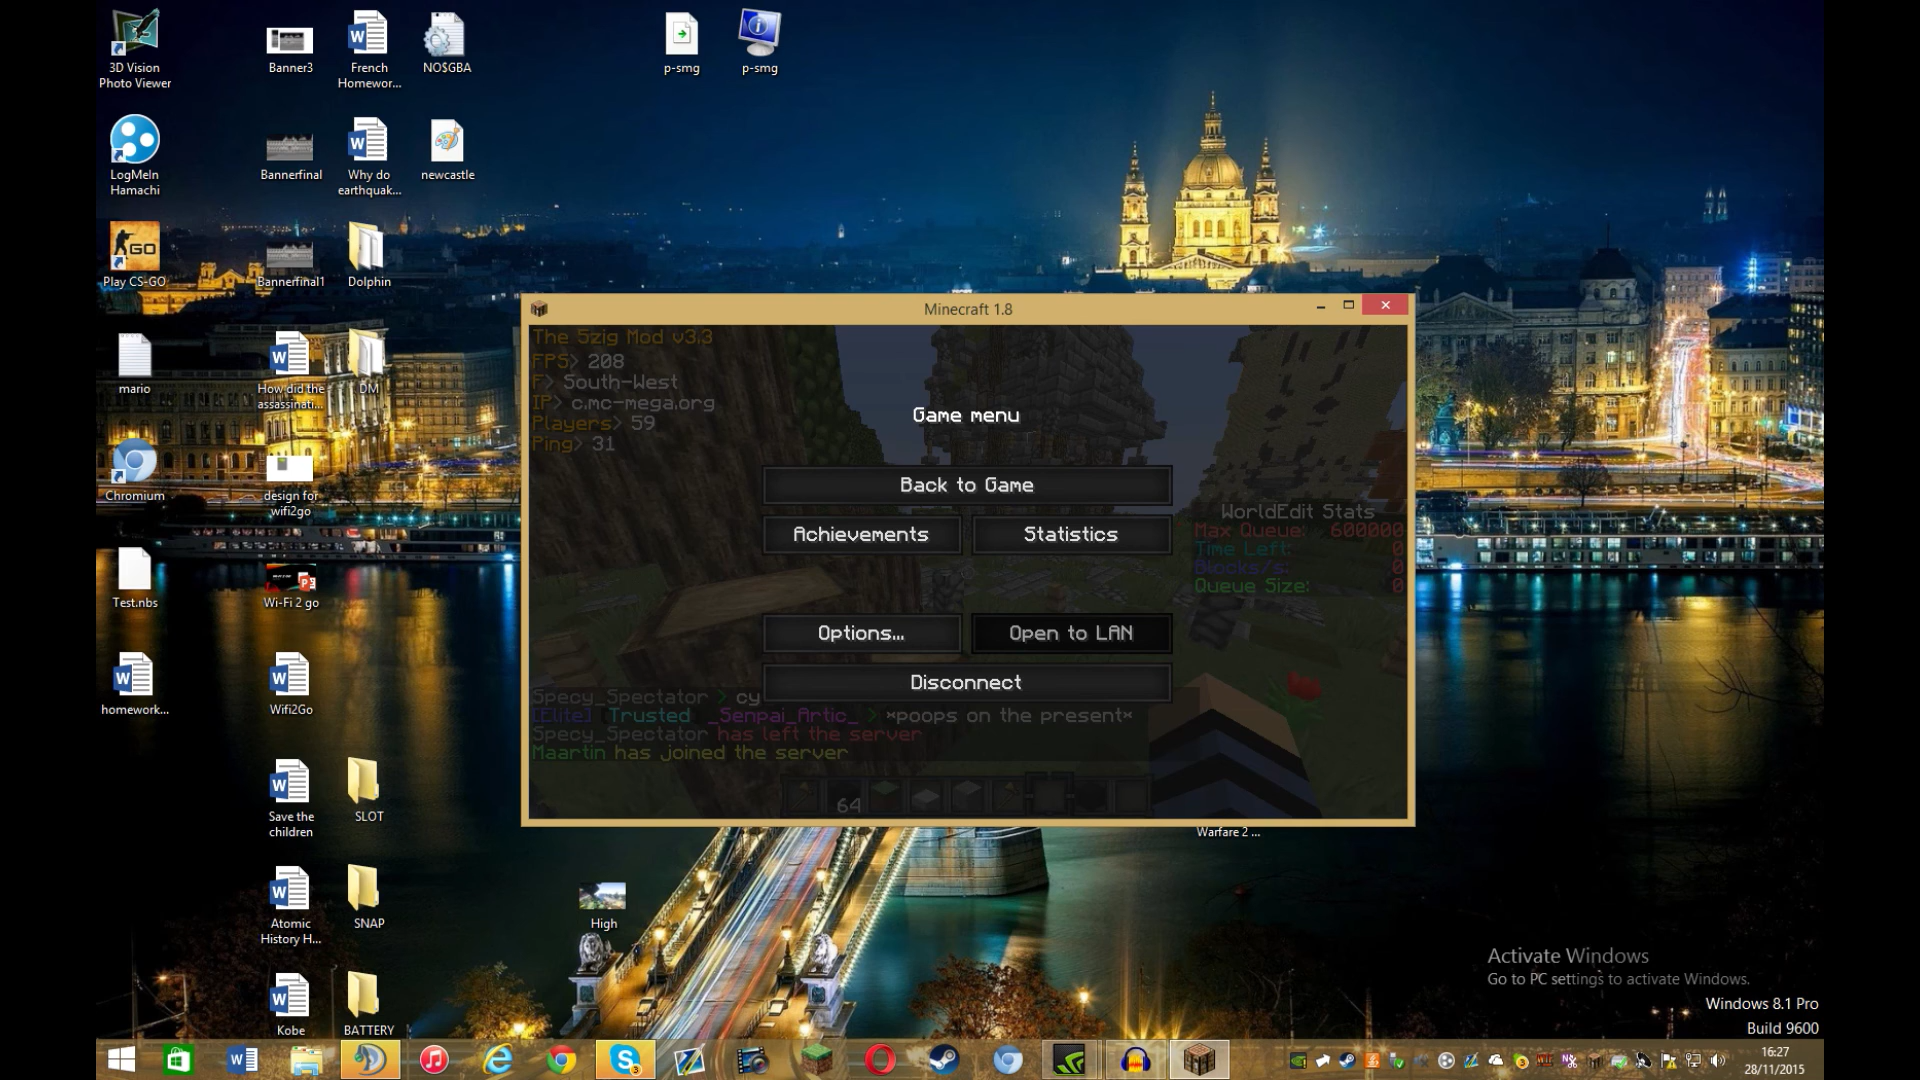 3D Vision
Photo Viewer
Banner3
French
Homewor...
NO$GBA
p-smg
p-smg
LogMeIn
Hamachi
Bannerfinal
Why do
earthquak...
newcastle
GO
Play CS-GO
Bannerfinal1
Dolphin
mario
How did the
assassinati...
DM
Chromium
design for
wifi2go
Test.nbs
Wi-Fi 2 go
homework...
Wifi2Go
Save the
children
SLOT
Atomic
History H...
SNAP
High
Kobe
BATTERY
Minecraft 1.8
The 5zig Mod v3.3
FPS> 208
F> South-West
IP> c.mc-mega.org
Players> 59
Ping> 31
Game menu
Back to Game
Achievements
Statistics
Options...
Open to LAN
Disconnect
WorldEdit Stats
Max Queue: 600000
Time Left: 0
Blocks/s: 0
Queue Size: 0
Specy_Spectator > cy
[Elite] Trusted _Senpai_Artic_ > *poops on the present*
Specy_Spectator has left the server
Maartin has joined the server
64
Warfare 2 ...
Activate Windows
Go to PC settings to activate Windows.
Windows 8.1 Pro
Build 9600
3
16:27
28/11/2015